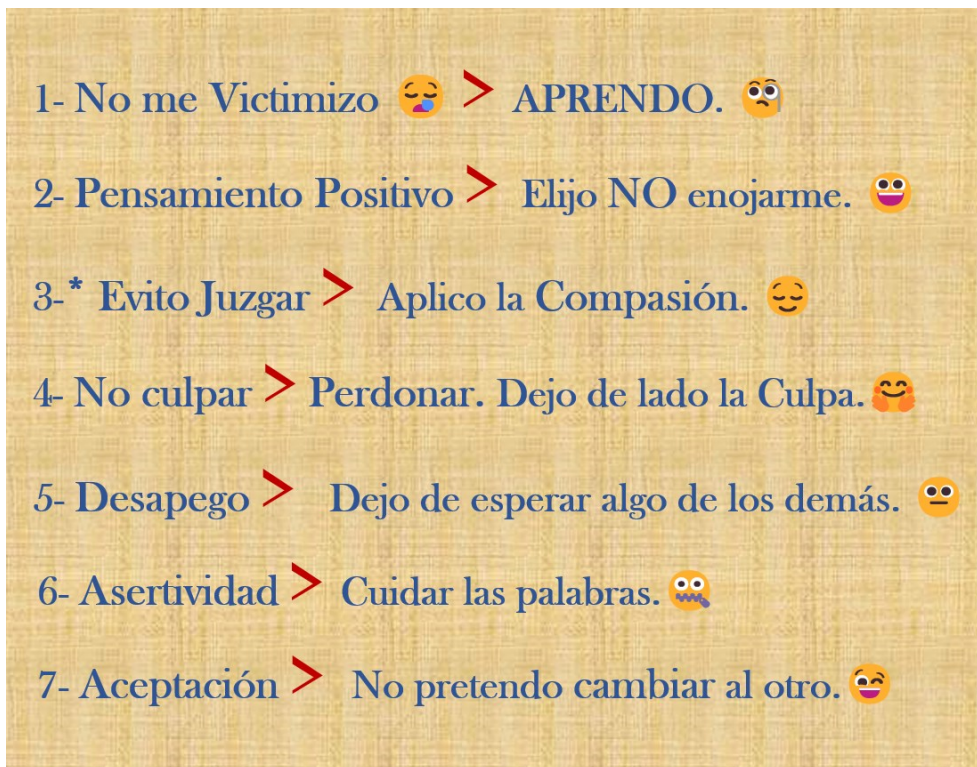 1- No me Victimizo 😪 > APRENDO. 🧐
2- Pensamiento Positivo > Elijo NO enojarme. 😀
3-* Evito Juzgar > Aplico la Compasión. 😌
4- No culpar > Perdonar. Dejo de lado la Culpa. 🤗
5- Desapego > Dejo de esperar algo de los demás. 😐
6- Asertividad > Cuidar las palabras. 🤐
7- Aceptación > No pretendo cambiar al otro. 😜